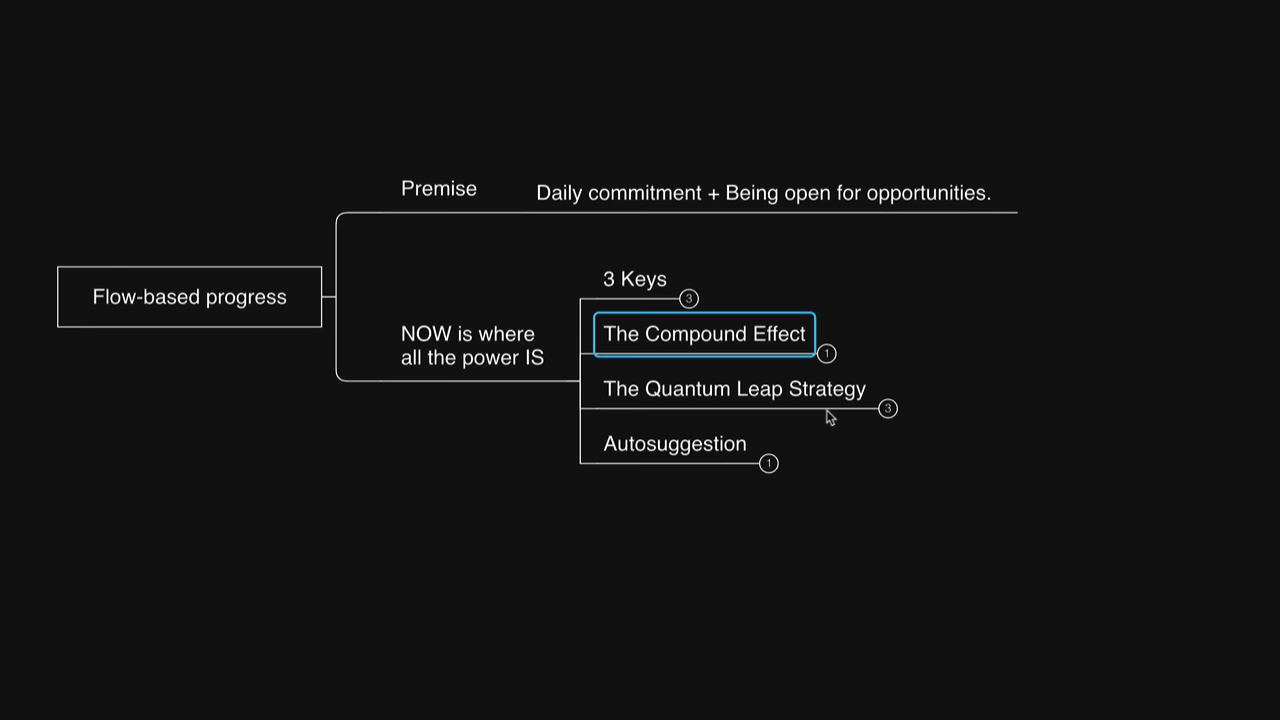 Flow-based progress
Premise
Daily commitment + Being open for opportunities.
NOW is where
all the power IS
3 Keys
3
The Compound Effect
1
The Quantum Leap Strategy
3
Autosuggestion
1